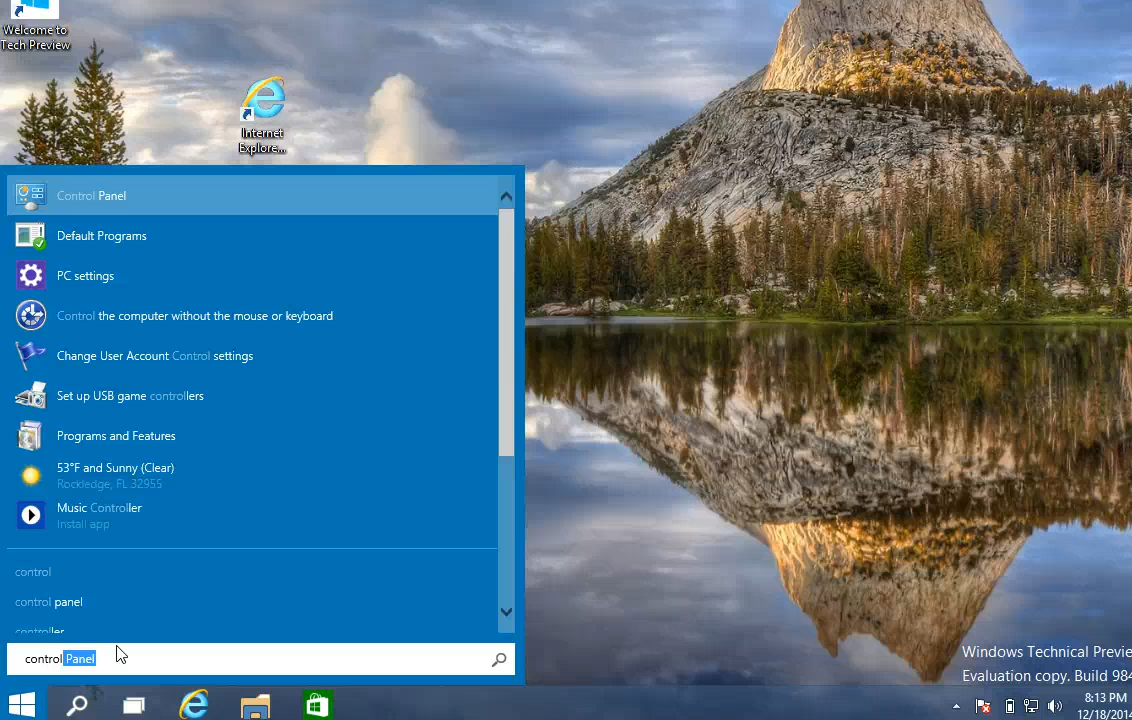 Welcome to
Tech Preview
Internet
Explore...
Control Panel
Default Programs
PC settings
Control the computer without the mouse or keyboard
Change User Account Control settings
Set up USB game controllers
Programs and Features
53°F and Sunny (Clear)
Rockledge, FL 32955
Music Controller
Install app
control
control panel
controller
control Panel
Windows Technical Previe
Evaluation copy. Build 984
8:13 PM
12/18/2014